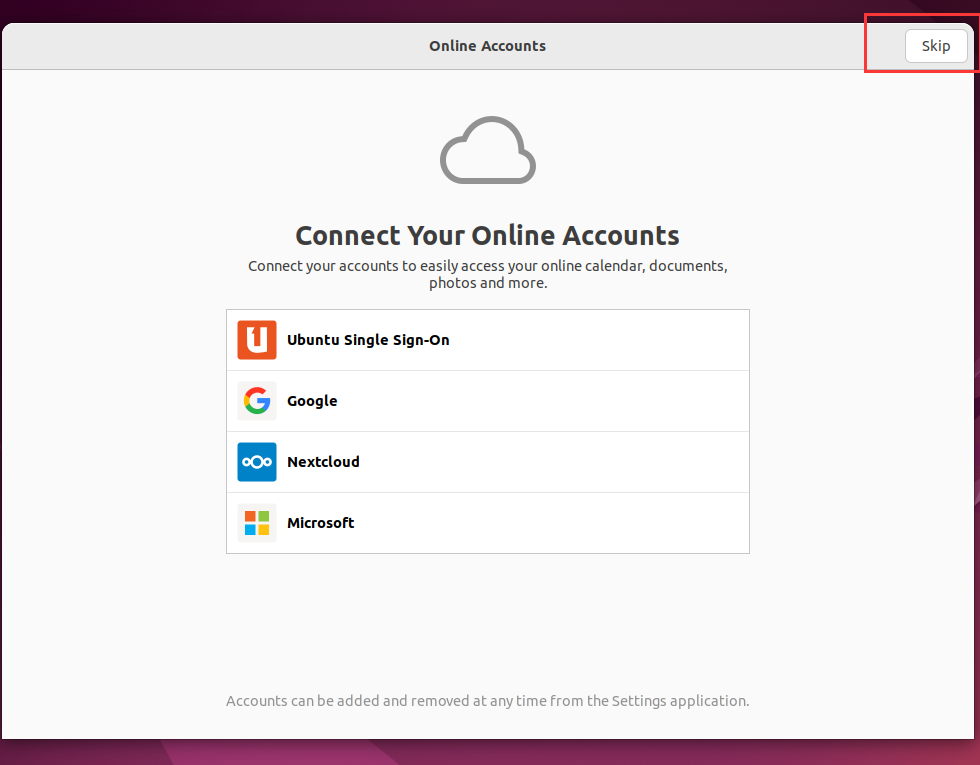 Online Accounts
Skip
Connect Your Online Accounts
Connect your accounts to easily access your online calendar, documents,
photos and more.
Ubuntu Single Sign-On
Google
Nextcloud
Microsoft
Accounts can be added and removed at any time from the Settings application.